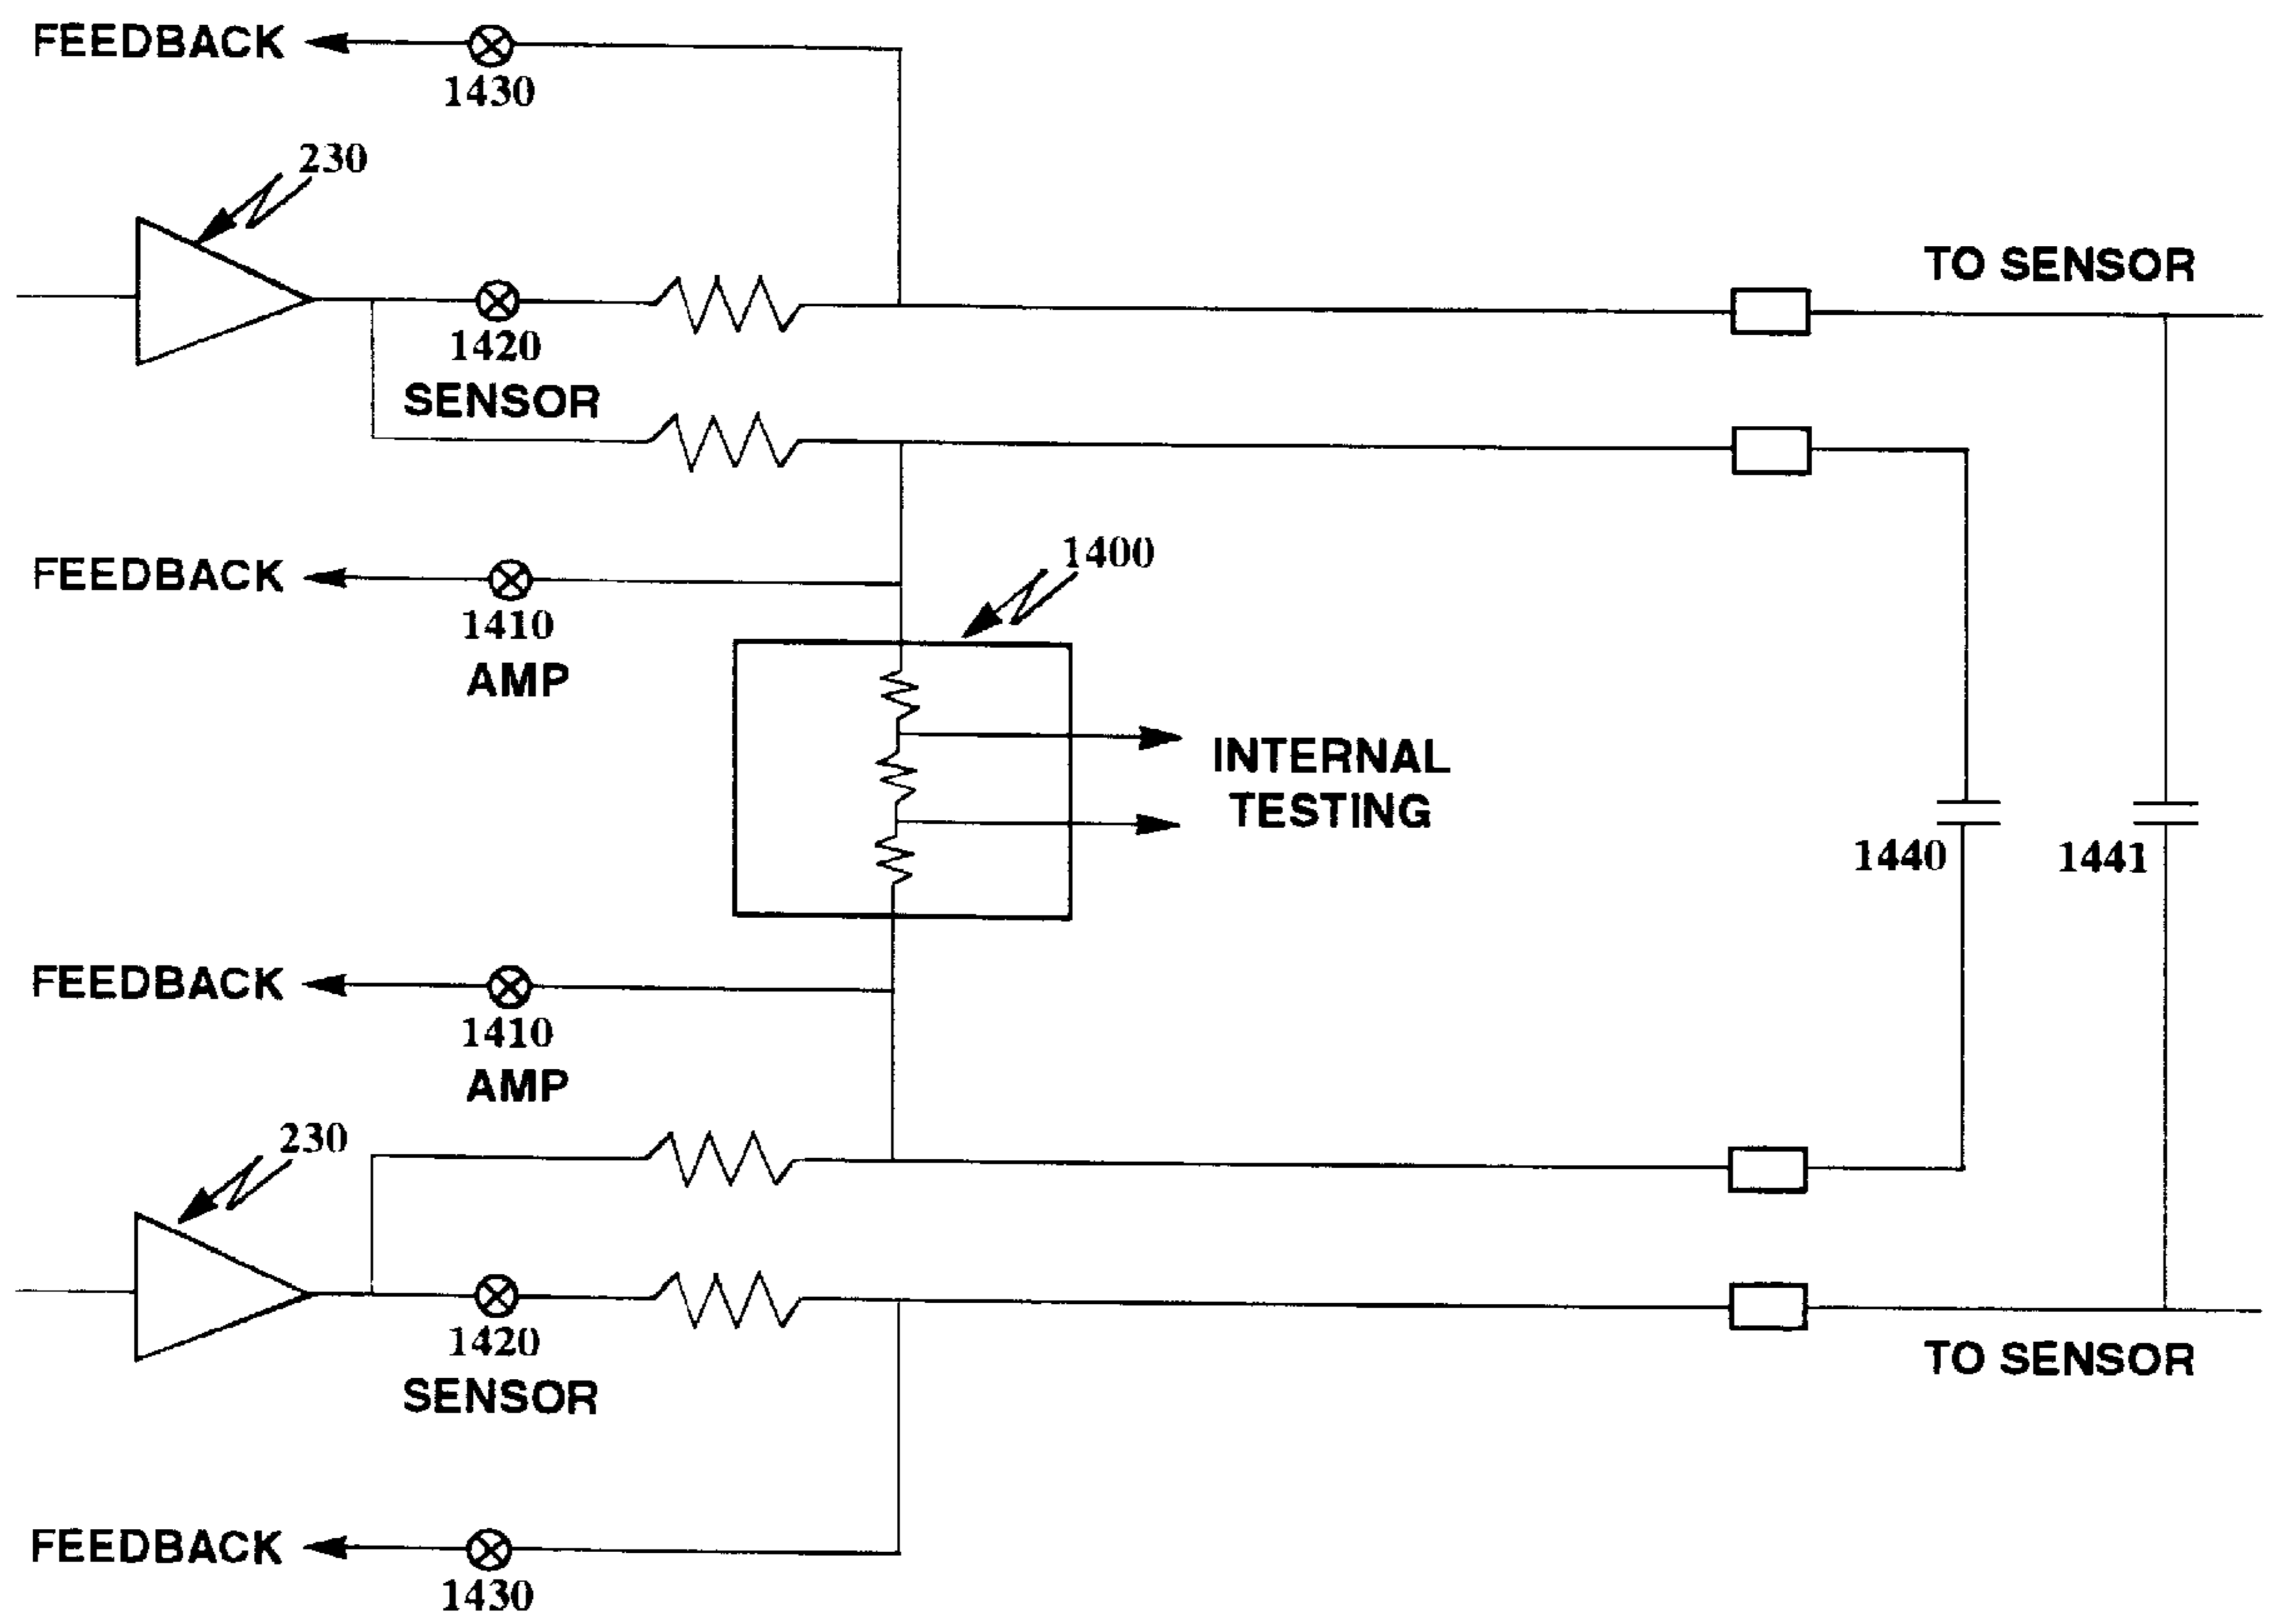 FEEDBACK
1430
230
TO SENSOR
1420
SENSOR
FEEDBACK
1400
1410
AMP
INTERNAL
TESTING
1440
1441
FEEDBACK
1410
AMP
230
1420
TO SENSOR
SENSOR
FEEDBACK
1430